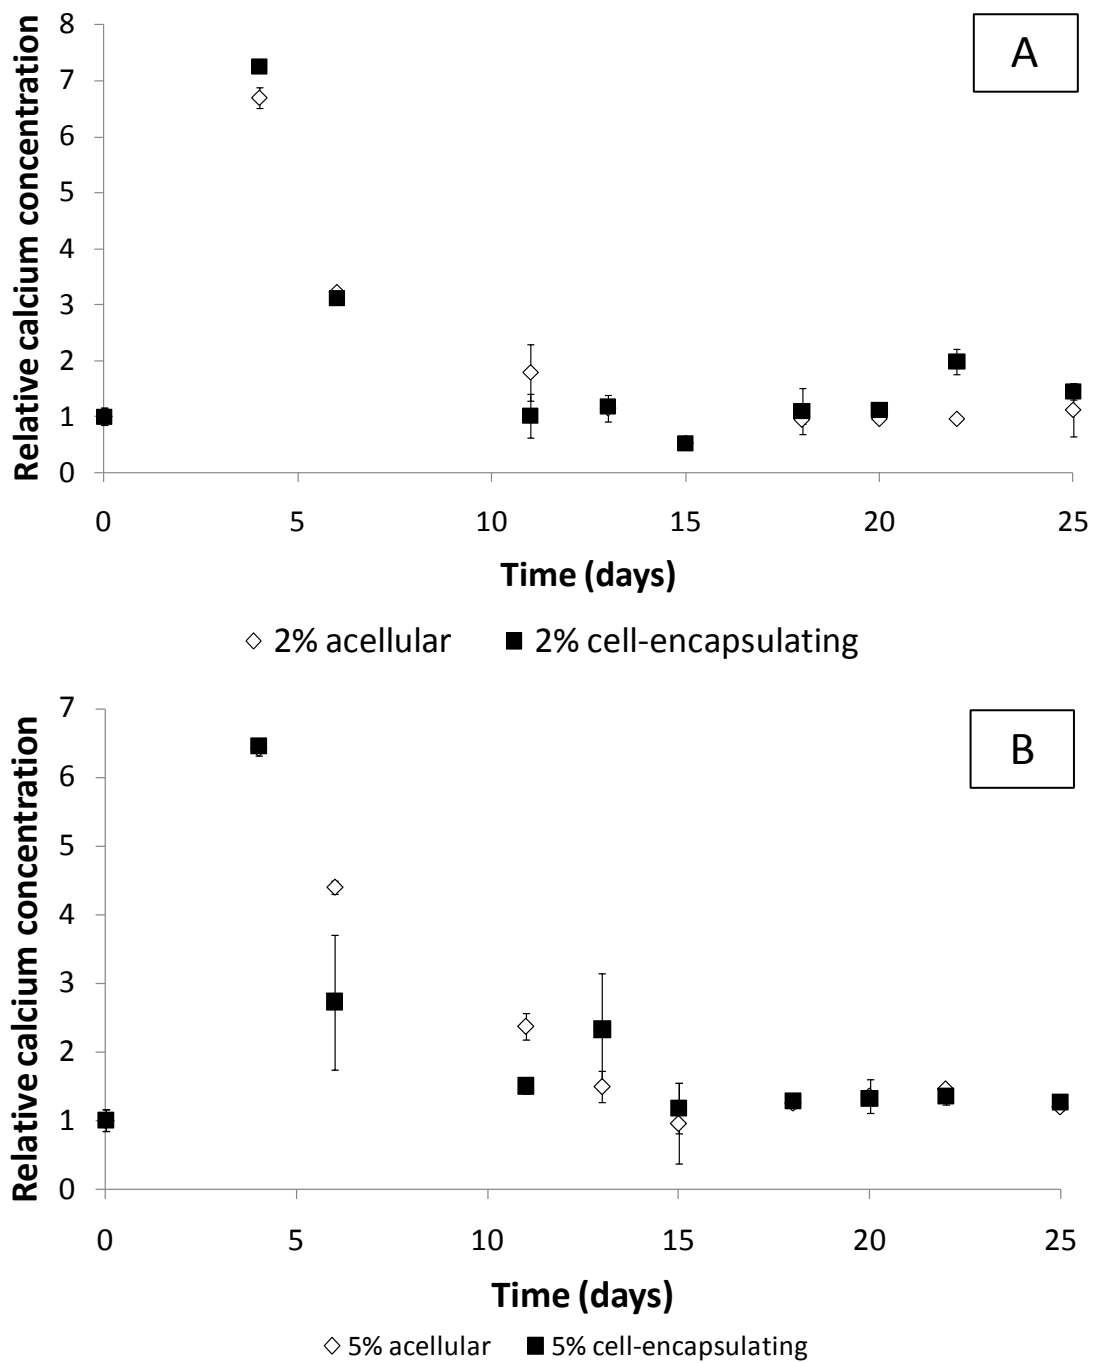 A
Relative calcium concentration
8
7
6
5
4
3
2
1
0
0 5 10 15 20 25
Time (days)
2% acellular 2% cell-encapsulating
B
Relative calcium concentration
7
6
5
4
3
2
1
0
0 5 10 15 20 25
Time (days)
5% acellular 5% cell-encapsulating